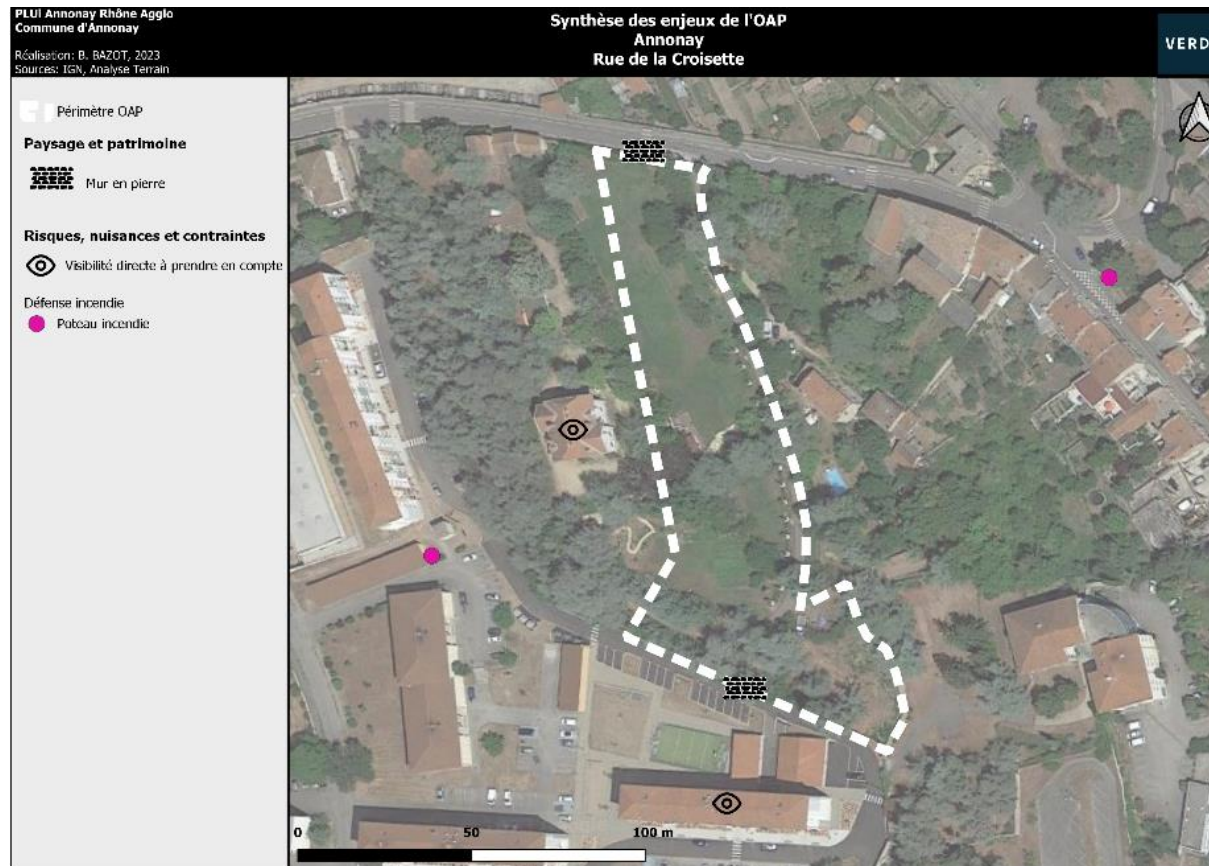 PLUi Annonay Rhône Agglo
Commune d'Annonay
Réalisation: B. BAZOT, 2023
Sources: IGN, Analyse Terrain
Synthèse des enjeux de l'OAP
Annonay
Rue de la Croisette
VERD
Périmètre OAP
Paysage et patrimoine
Mur en pierre
Risques, nuisances et contraintes
Visibilité directe à prendre en compte
Défense incendie
Poteau incendie
0 50 100 m